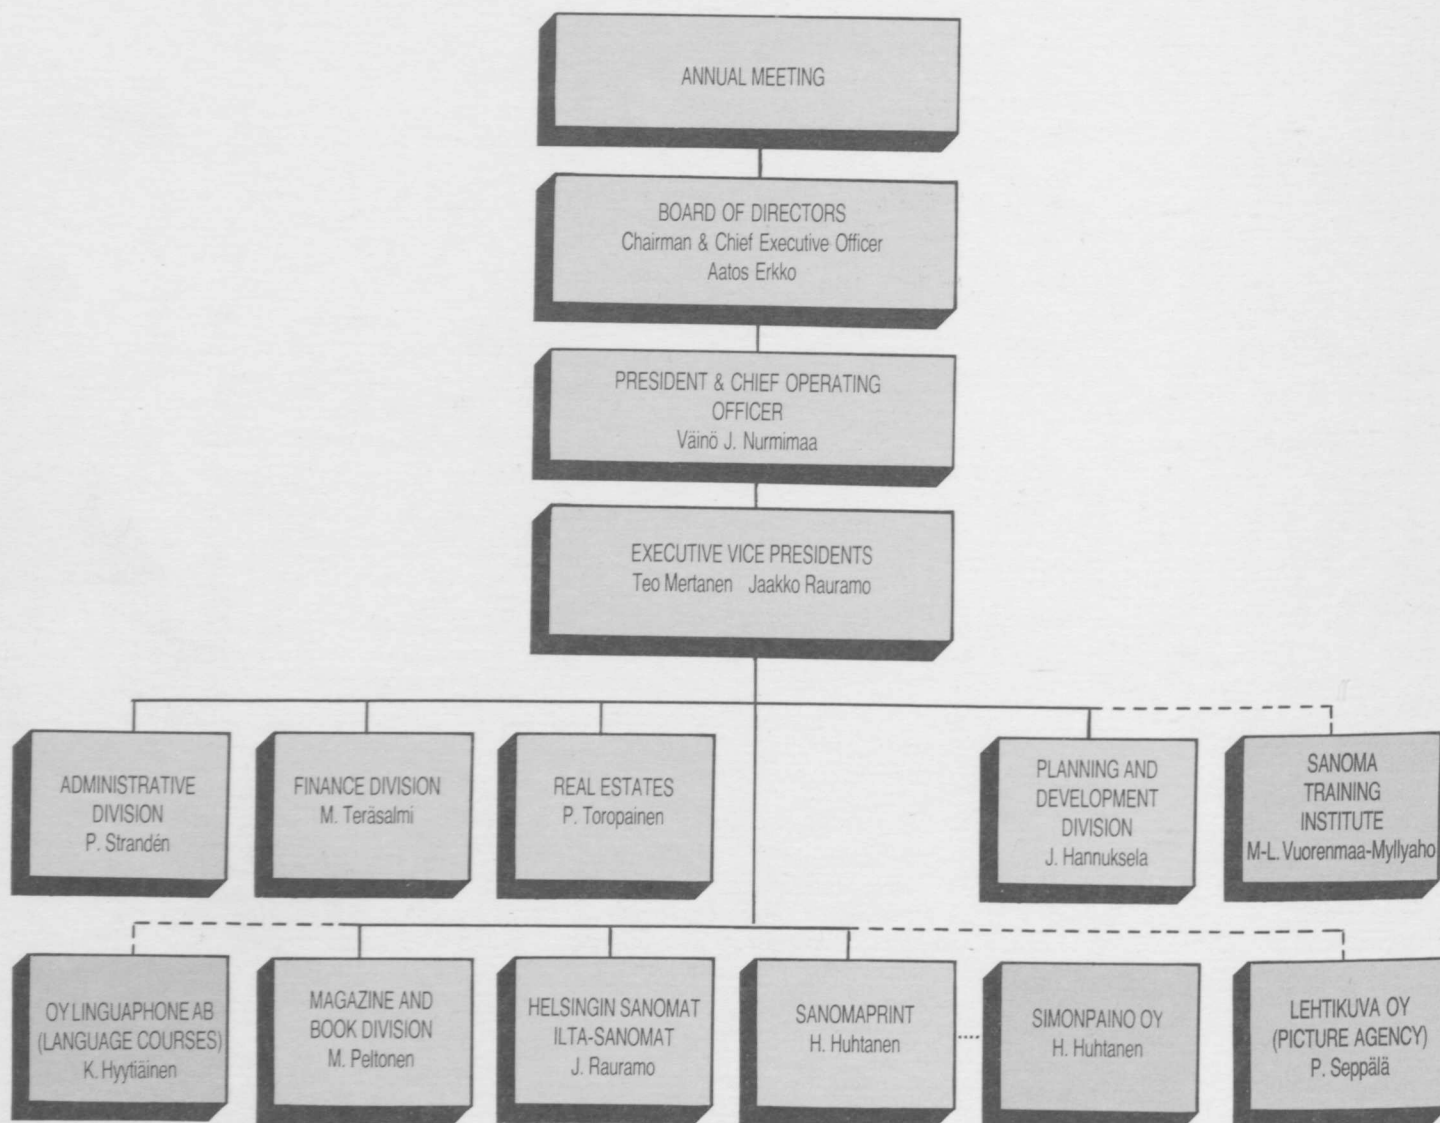 ANNUAL MEETING
BOARD OF DIRECTORS
Chairman & Chief Executive Officer
Aatos Erkko
PRESIDENT & CHIEF OPERATING
OFFICER
Väinö J. Nurmimaa
EXECUTIVE VICE PRESIDENTS
Teo Mertanen Jaakko Rauramo
ADMINISTRATIVE
DIVISION
P. Strandén
FINANCE DIVISION
M. Teräsalmi
REAL ESTATES
P. Toropainen
PLANNING AND
DEVELOPMENT
DIVISION
J. Hannuksela
SANOMA
TRAINING
INSTITUTE
M-L. Vuorenmaa-Myllyaho
OY LINGUAPHONE AB
(LANGUAGE COURSES)
K. Hyytiäinen
MAGAZINE AND
BOOK DIVISION
M. Peltonen
HELSINGIN SANOMAT
ILTA-SANOMAT
J. Rauramo
SANOMAPRINT
H. Huhtanen
SIMONPAINO OY
H. Huhtanen
LEHTIKUVA OY
(PICTURE AGENCY)
P. Seppälä